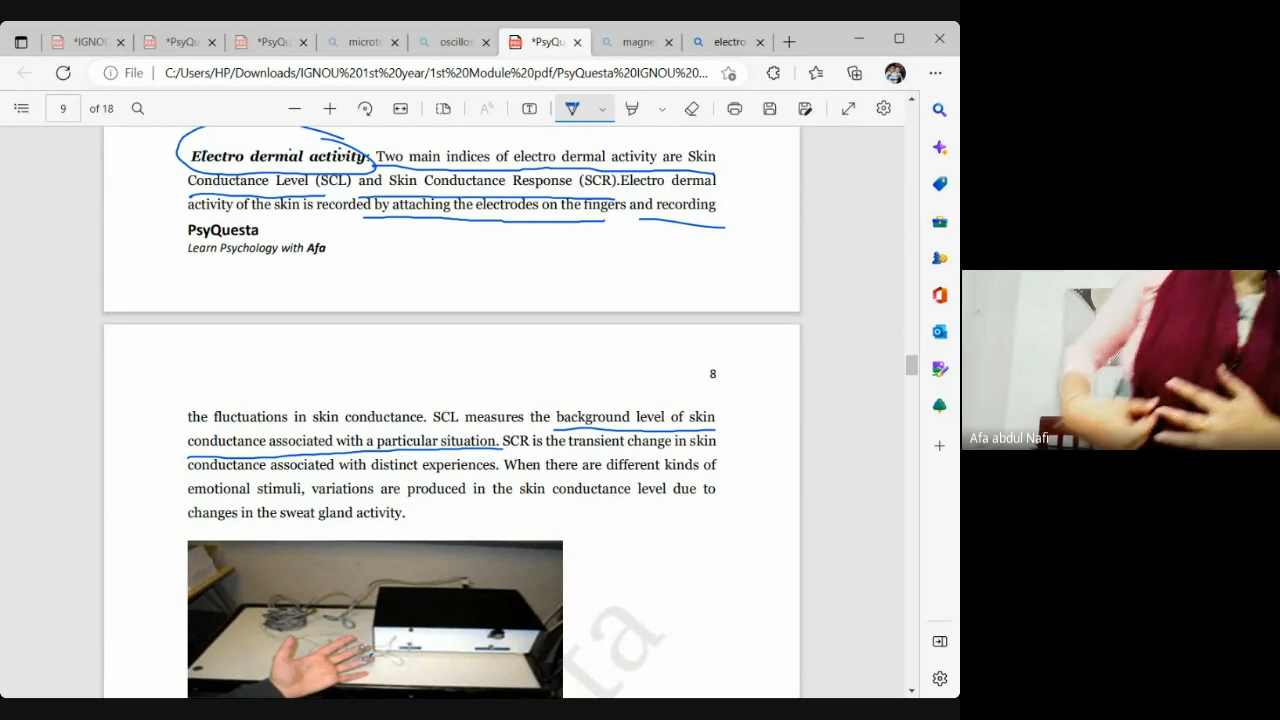 *IGNOU
*PsyQu
*PsyQu
microto
oscillos
*PsyQu
magne
electro
File
C:/Users/HP/Downloads/IGNOU%201st%20year/1st%20Module%20pdf/PsyQuesta%20IGNOU%20...
9 of 18
Electro dermal activity: Two main indices of electro dermal activity are Skin
Conductance Level (SCL) and Skin Conductance Response (SCR).Electro dermal
activity of the skin is recorded by attaching the electrodes on the fingers and recording
PsyQuesta
Learn Psychology with Afa
8
the fluctuations in skin conductance. SCL measures the background level of skin
conductance associated with a particular situation. SCR is the transient change in skin
conductance associated with distinct experiences. When there are different kinds of
emotional stimuli, variations are produced in the skin conductance level due to
changes in the sweat gland activity.
ta
Afa abdul Nafi